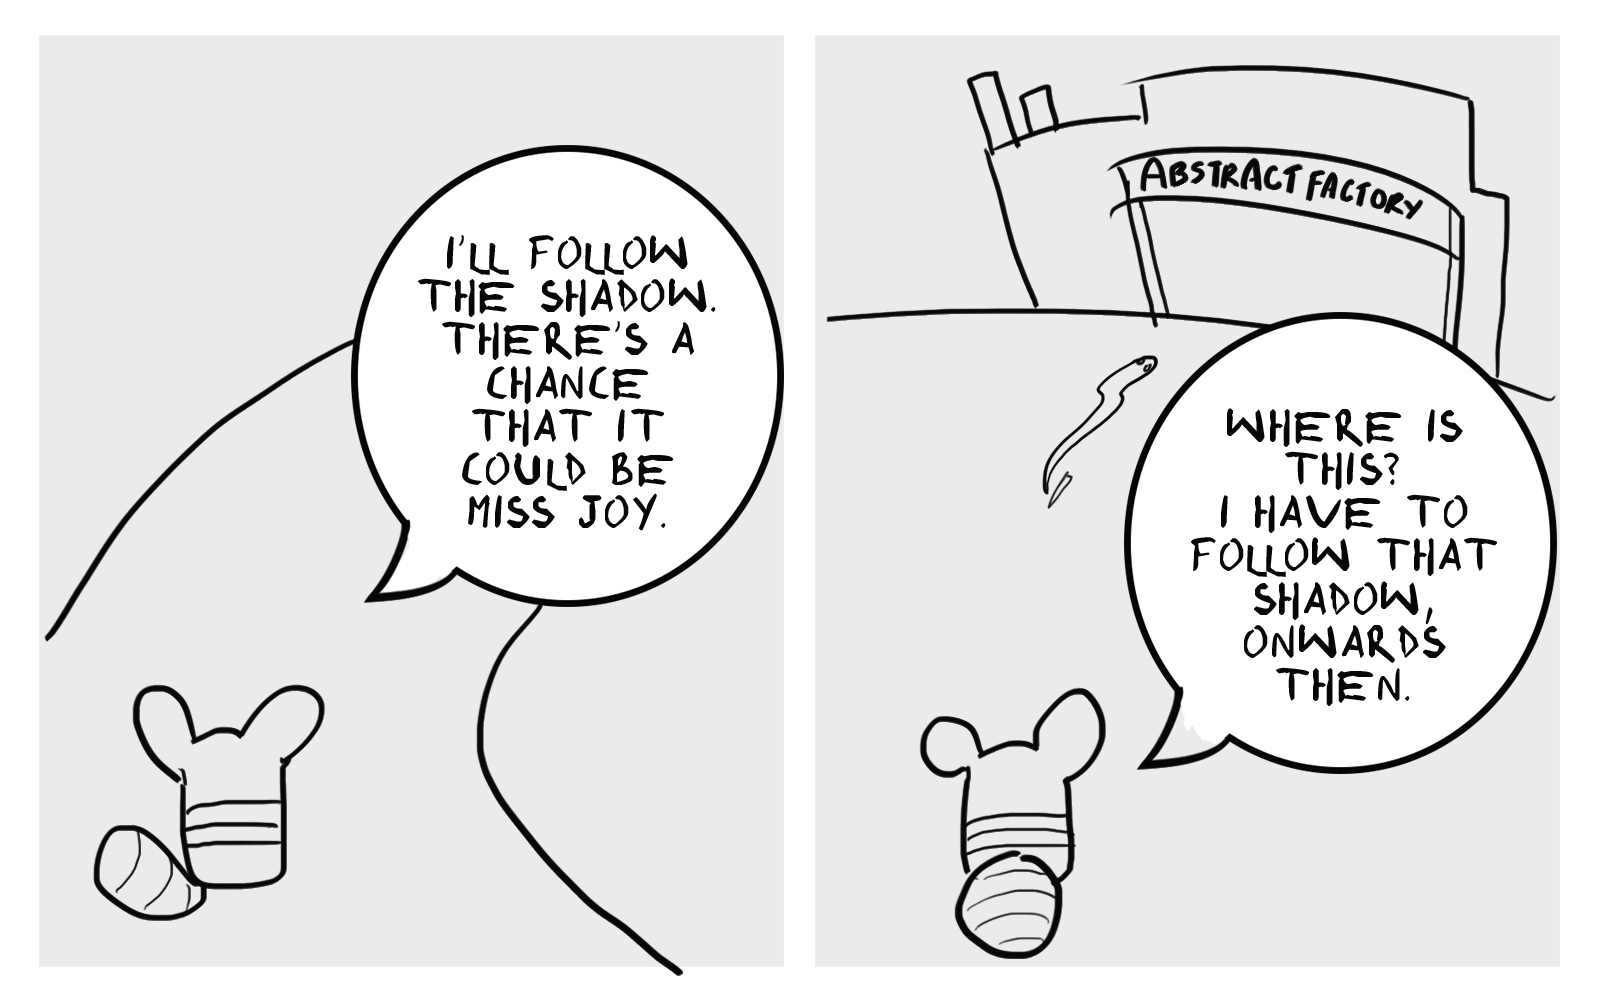 I'LL FOLLOW
THE SHADOW.
THERE'S A
CHANCE
THAT IT
COULD BE
MISS JOY.
ABSTRACT FACTORY
WHERE IS
THIS?
I HAVE TO
FOLLOW THAT
SHADOW,
ONWARDS
THEN.